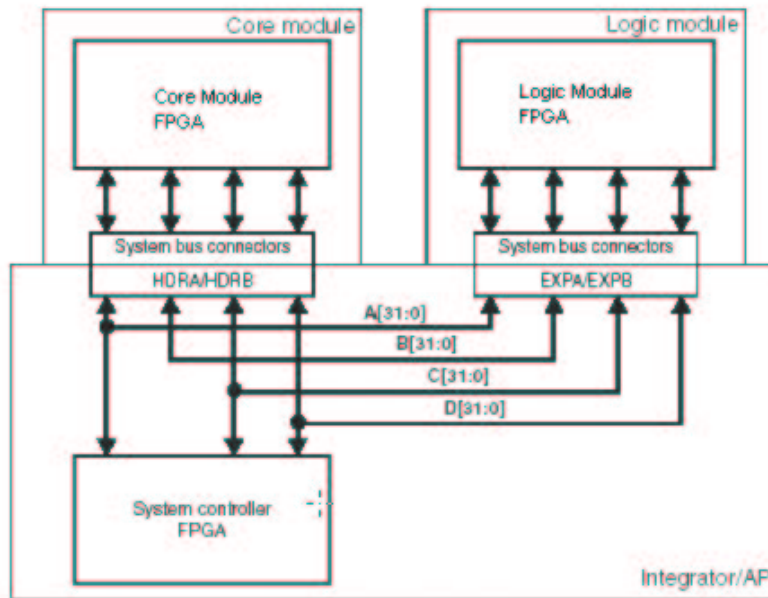 Core module
Logic module
Core Module
FPGA
Logic Module
FPGA
System bus connectors
HDRA/HDRB
System bus connectors
EXPA/EXPB
A[31:0]
B[31:0]
C[31:0]
D[31:0]
System controller
FPGA
Integrator/AP